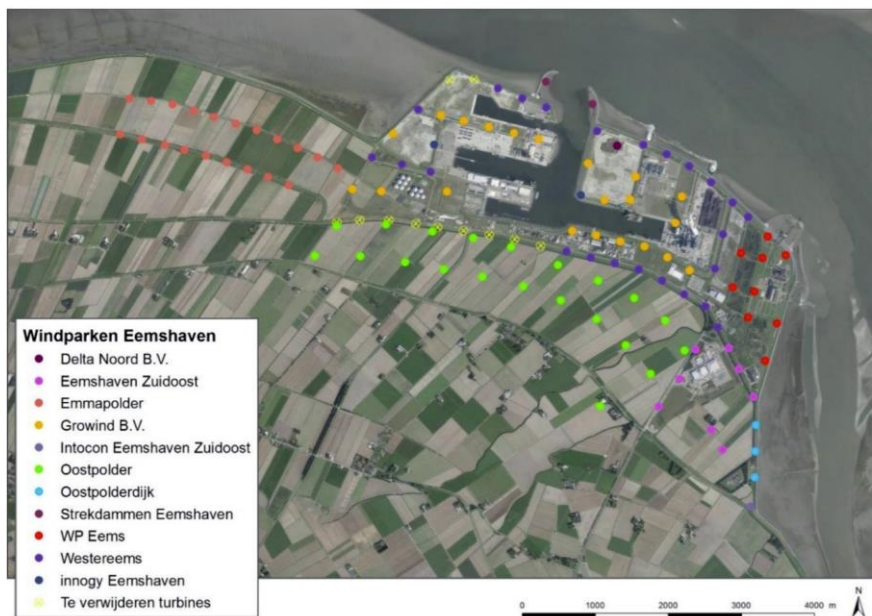 Windparken Eemshaven
Delta Noord B.V.
Eemshaven Zuidoost
Emmapolder
Growind B.V.
Intocon Eemshaven Zuidoost
Oostpolder
Oostpolderdijk
Strekdammen Eemshaven
WP Eems
Westereems
innogy Eemshaven
Te verwijderen turbines
N
0 1000 2000 3000 4000 m